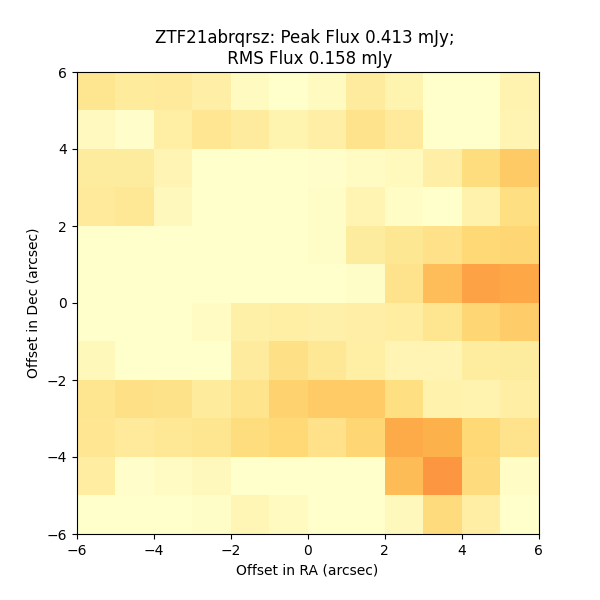 ZTF21abrqrsz: Peak Flux 0.413 mJy;
RMS Flux 0.158 mJy
6
4
2
0
−2
−4
−6
Offset in Dec (arcsec)
−6 −4 −2 0 2 4 6
Offset in RA (arcsec)